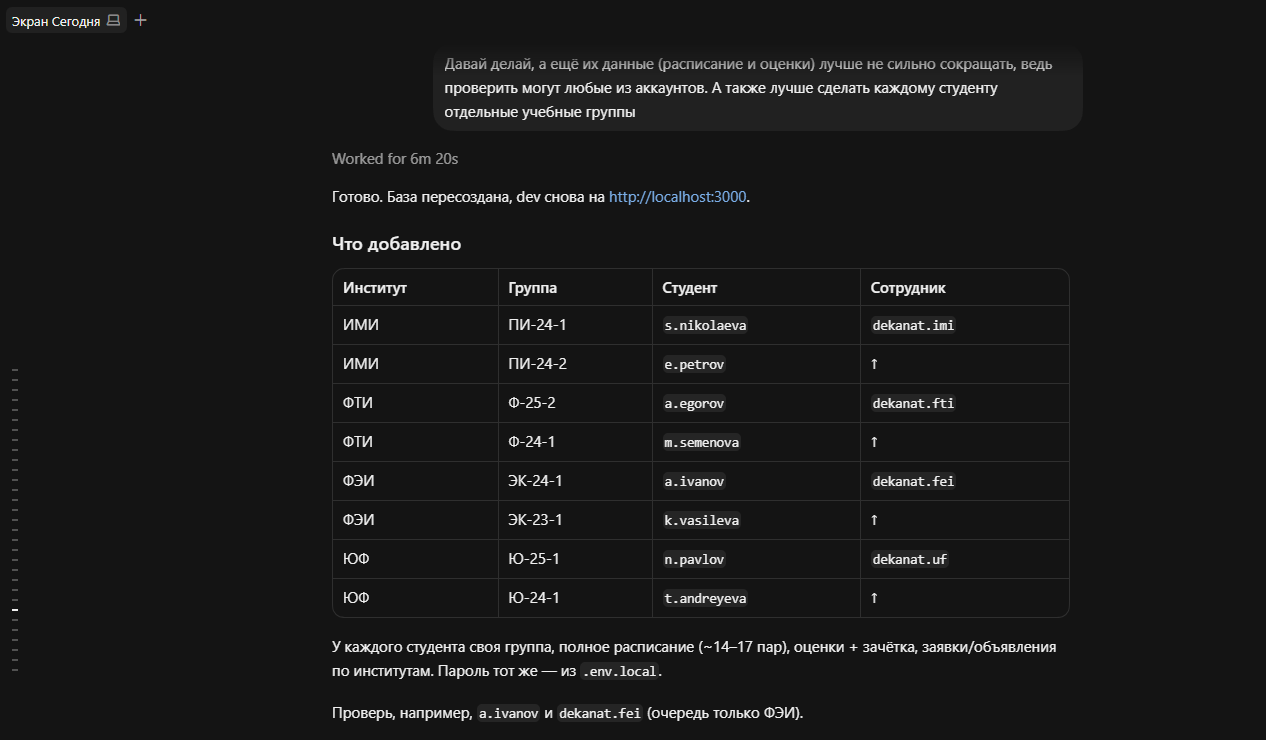 Экран Сегодня
Давай делай, а ещё их данные (расписание и оценки) лучше не сильно сокращать, ведь
проверить могут любые из аккаунтов. А также лучше сделать каждому студенту
отдельные учебные группы
Worked for 6m 20s
Готово. База пересоздана, dev снова на http://localhost:3000.
Что добавлено
Институт Группа Студент Сотрудник
ИМИ ПИ-24-1 s.nikolaeva dekanat.imi
ИМИ ПИ-24-2 e.petrov ↑
ФТИ Ф-25-2 a.egorov dekanat.fti
ФТИ Ф-24-1 m.semenova ↑
ФЭИ ЭК-24-1 a.ivanov dekanat.fei
ФЭИ ЭК-23-1 k.vasileva ↑
ЮФ Ю-25-1 n.pavlov dekanat.uf
ЮФ Ю-24-1 t.andreyeva ↑
У каждого студента своя группа, полное расписание (~14–17 пар), оценки + зачётка, заявки/объявления
по институтам. Пароль тот же — из .env.local.
Проверь, например, a.ivanov и dekanat.fei (очередь только ФЭИ).